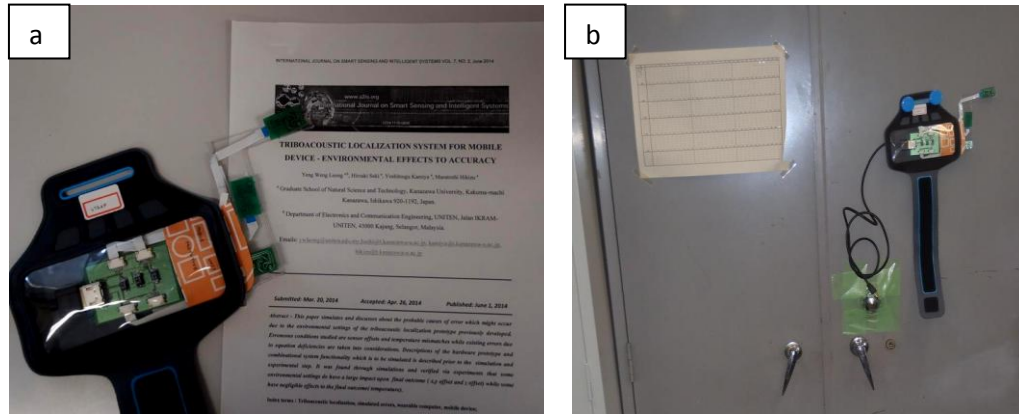 a
INTERNATIONAL JOURNAL ON SMART SENSING AND INTELLIGENT SYSTEMS VOL. 7, NO. 2, June 2014
International Journal on Smart Sensing and Intelligent Systems
TRIBOACOUSTIC LOCALIZATION SYSTEM FOR MOBILE
DEVICE - ENVIRONMENTAL EFFECTS TO ACCURACY
Graduate School of Natural Science and Technology, Kanazawa University, Kakuma-machi
Kanazawa, Ishikawa 920-1192, Japan.
Department of Electronics and Communication Engineering, UNITEN, Jalan IKRAM-
UNITEN, 43000 Kajang, Selangor, Malaysia.
Emails:
Submitted: Mar. 20, 2014 Accepted: Apr. 26, 2014 Published: June 1, 2014
Abstract : This paper simulates and discusses about the probable causes of error which might occur
due to the environmental settings of the triboacoustic localization prototype previously developed.
Erroneous conditions studied are sensor offsets and temperature mismatches while existing errors due
to equation deficiencies are taken into considerations. Descriptions of the hardware prototype and
combinational system functionality which is to be simulated is described prior to the simulation and
experimental step. It was found through simulations and verified via experiments that some
environmental settings do have a large impact upon final outcome ( x,y offset and z offset) while some
have negligible effects to the final outcome( temperature).
Index terms : Triboacoustic localization, simulated errors, wearable computer, mobile device.
b